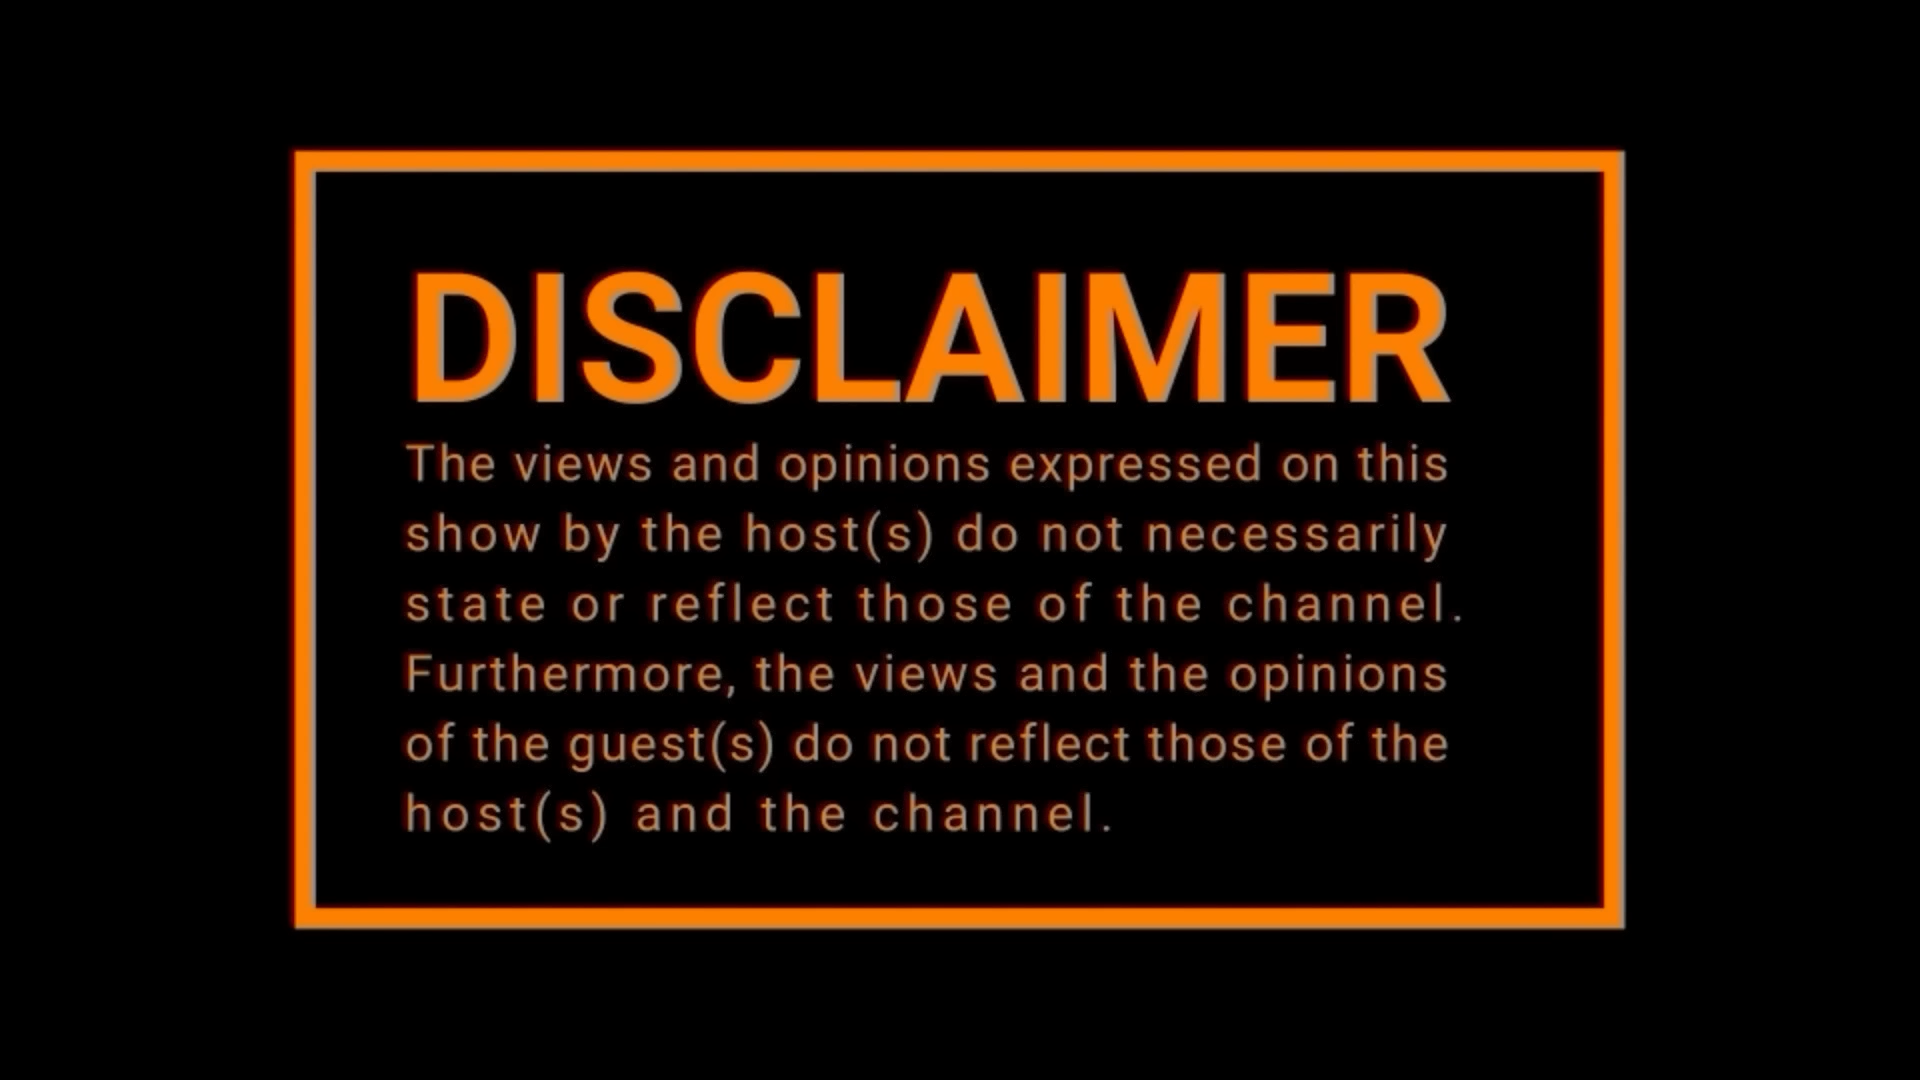 DISCLAIMER
The views and opinions expressed on this
show by the host(s) do not necessarily
state or reflect those of the channel.
Furthermore, the views and the opinions
of the guest(s) do not reflect those of the
host(s) and the channel.